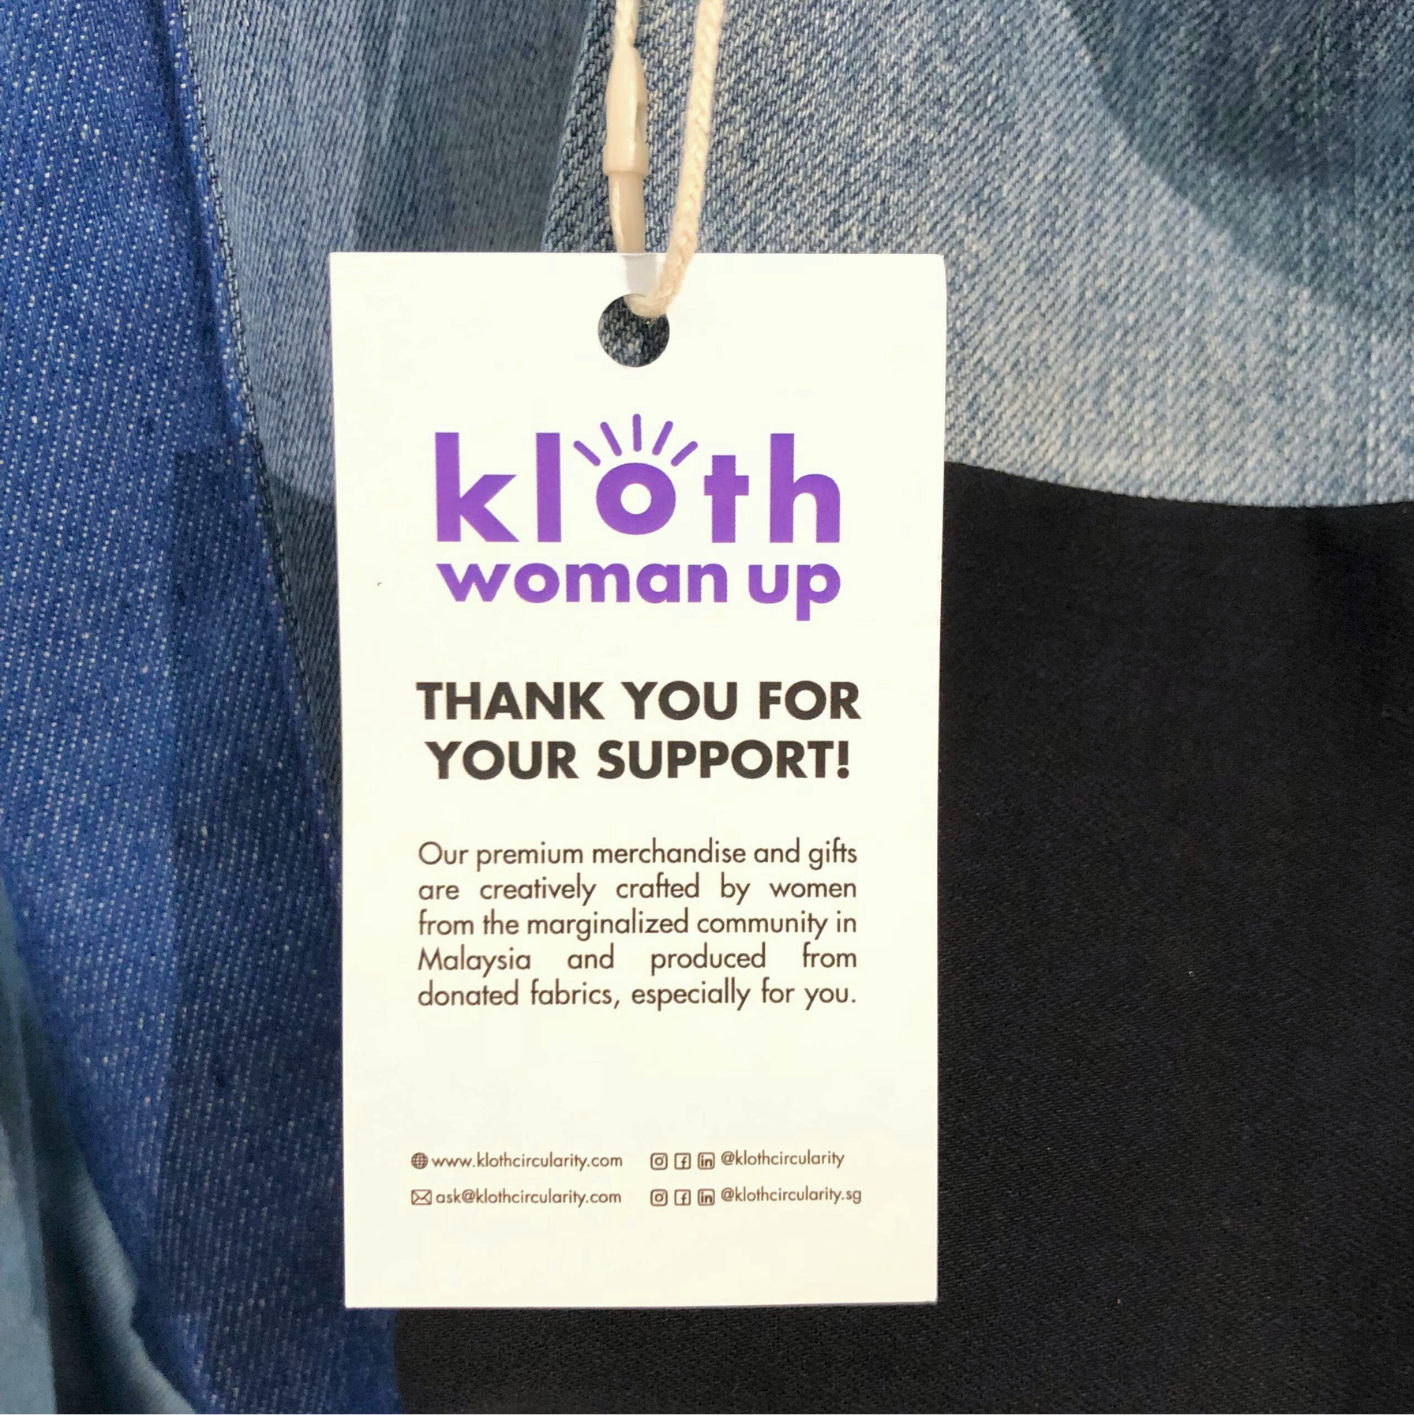 kloth
woman up
THANK YOU FOR
YOUR SUPPORT!
Our premium merchandise and gifts
are creatively crafted by women
from the marginalized community in
Malaysia and produced from
donated fabrics, especially for you.
www.klothcircularity.com @klothcircularity
ask@klothcircularity.com @klothcircularity.sg